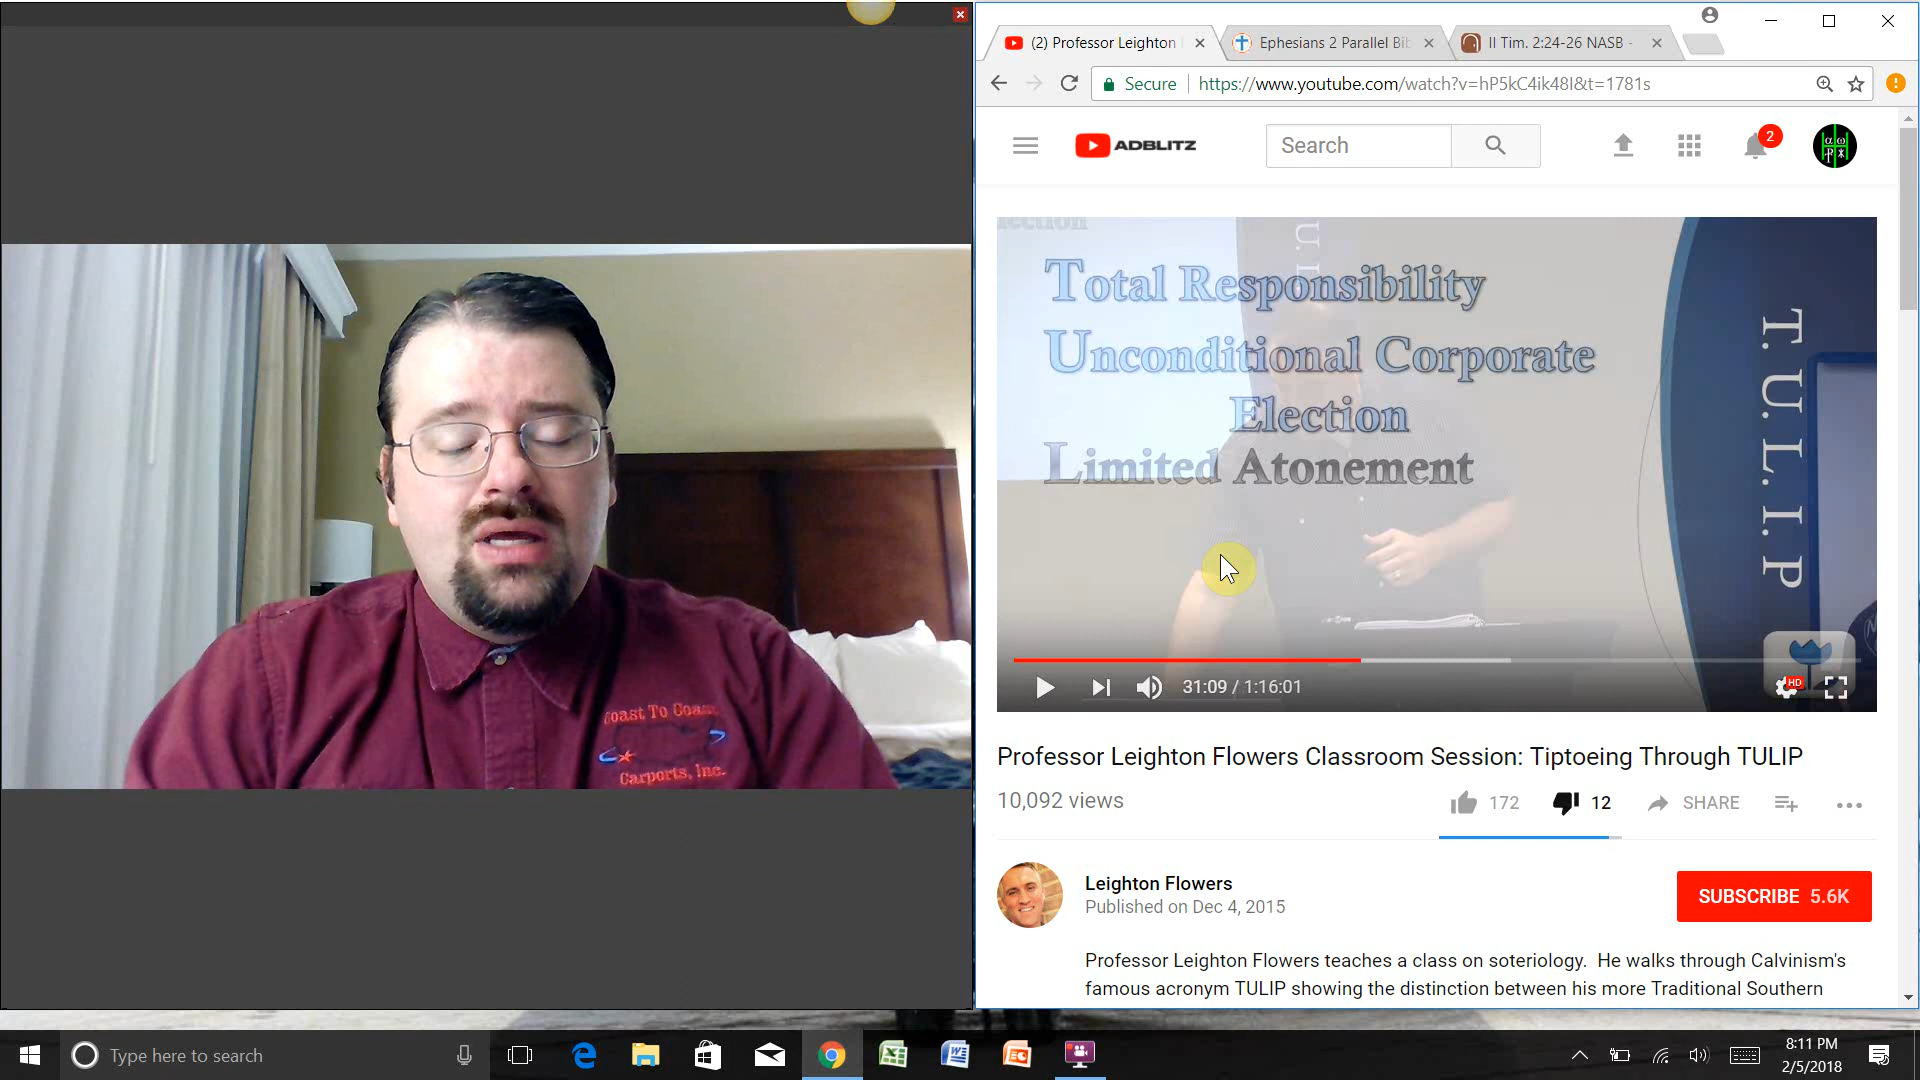 Coast To Coast
Carports, Inc.
(2) Professor Leighton
Ephesians 2 Parallel Bib
II Tim. 2:24-26 NASB -
Secure
https://www.youtube.com/watch?v=hP5kC4ik48I&t=1781s
ADBLITZ
Search
2
lection
Total Responsibility
Unconditional Corporate
Election
Limited Atonement
T.U.L.I.P
31:09 / 1:16:01
HD
Professor Leighton Flowers Classroom Session: Tiptoeing Through TULIP
10,092 views
172
12
SHARE
Leighton Flowers
Published on Dec 4, 2015
SUBSCRIBE 5.6K
Professor Leighton Flowers teaches a class on soteriology. He walks through Calvinism's
famous acronym TULIP showing the distinction between his more Traditional Southern
Type here to search
8:11 PM
2/5/2018